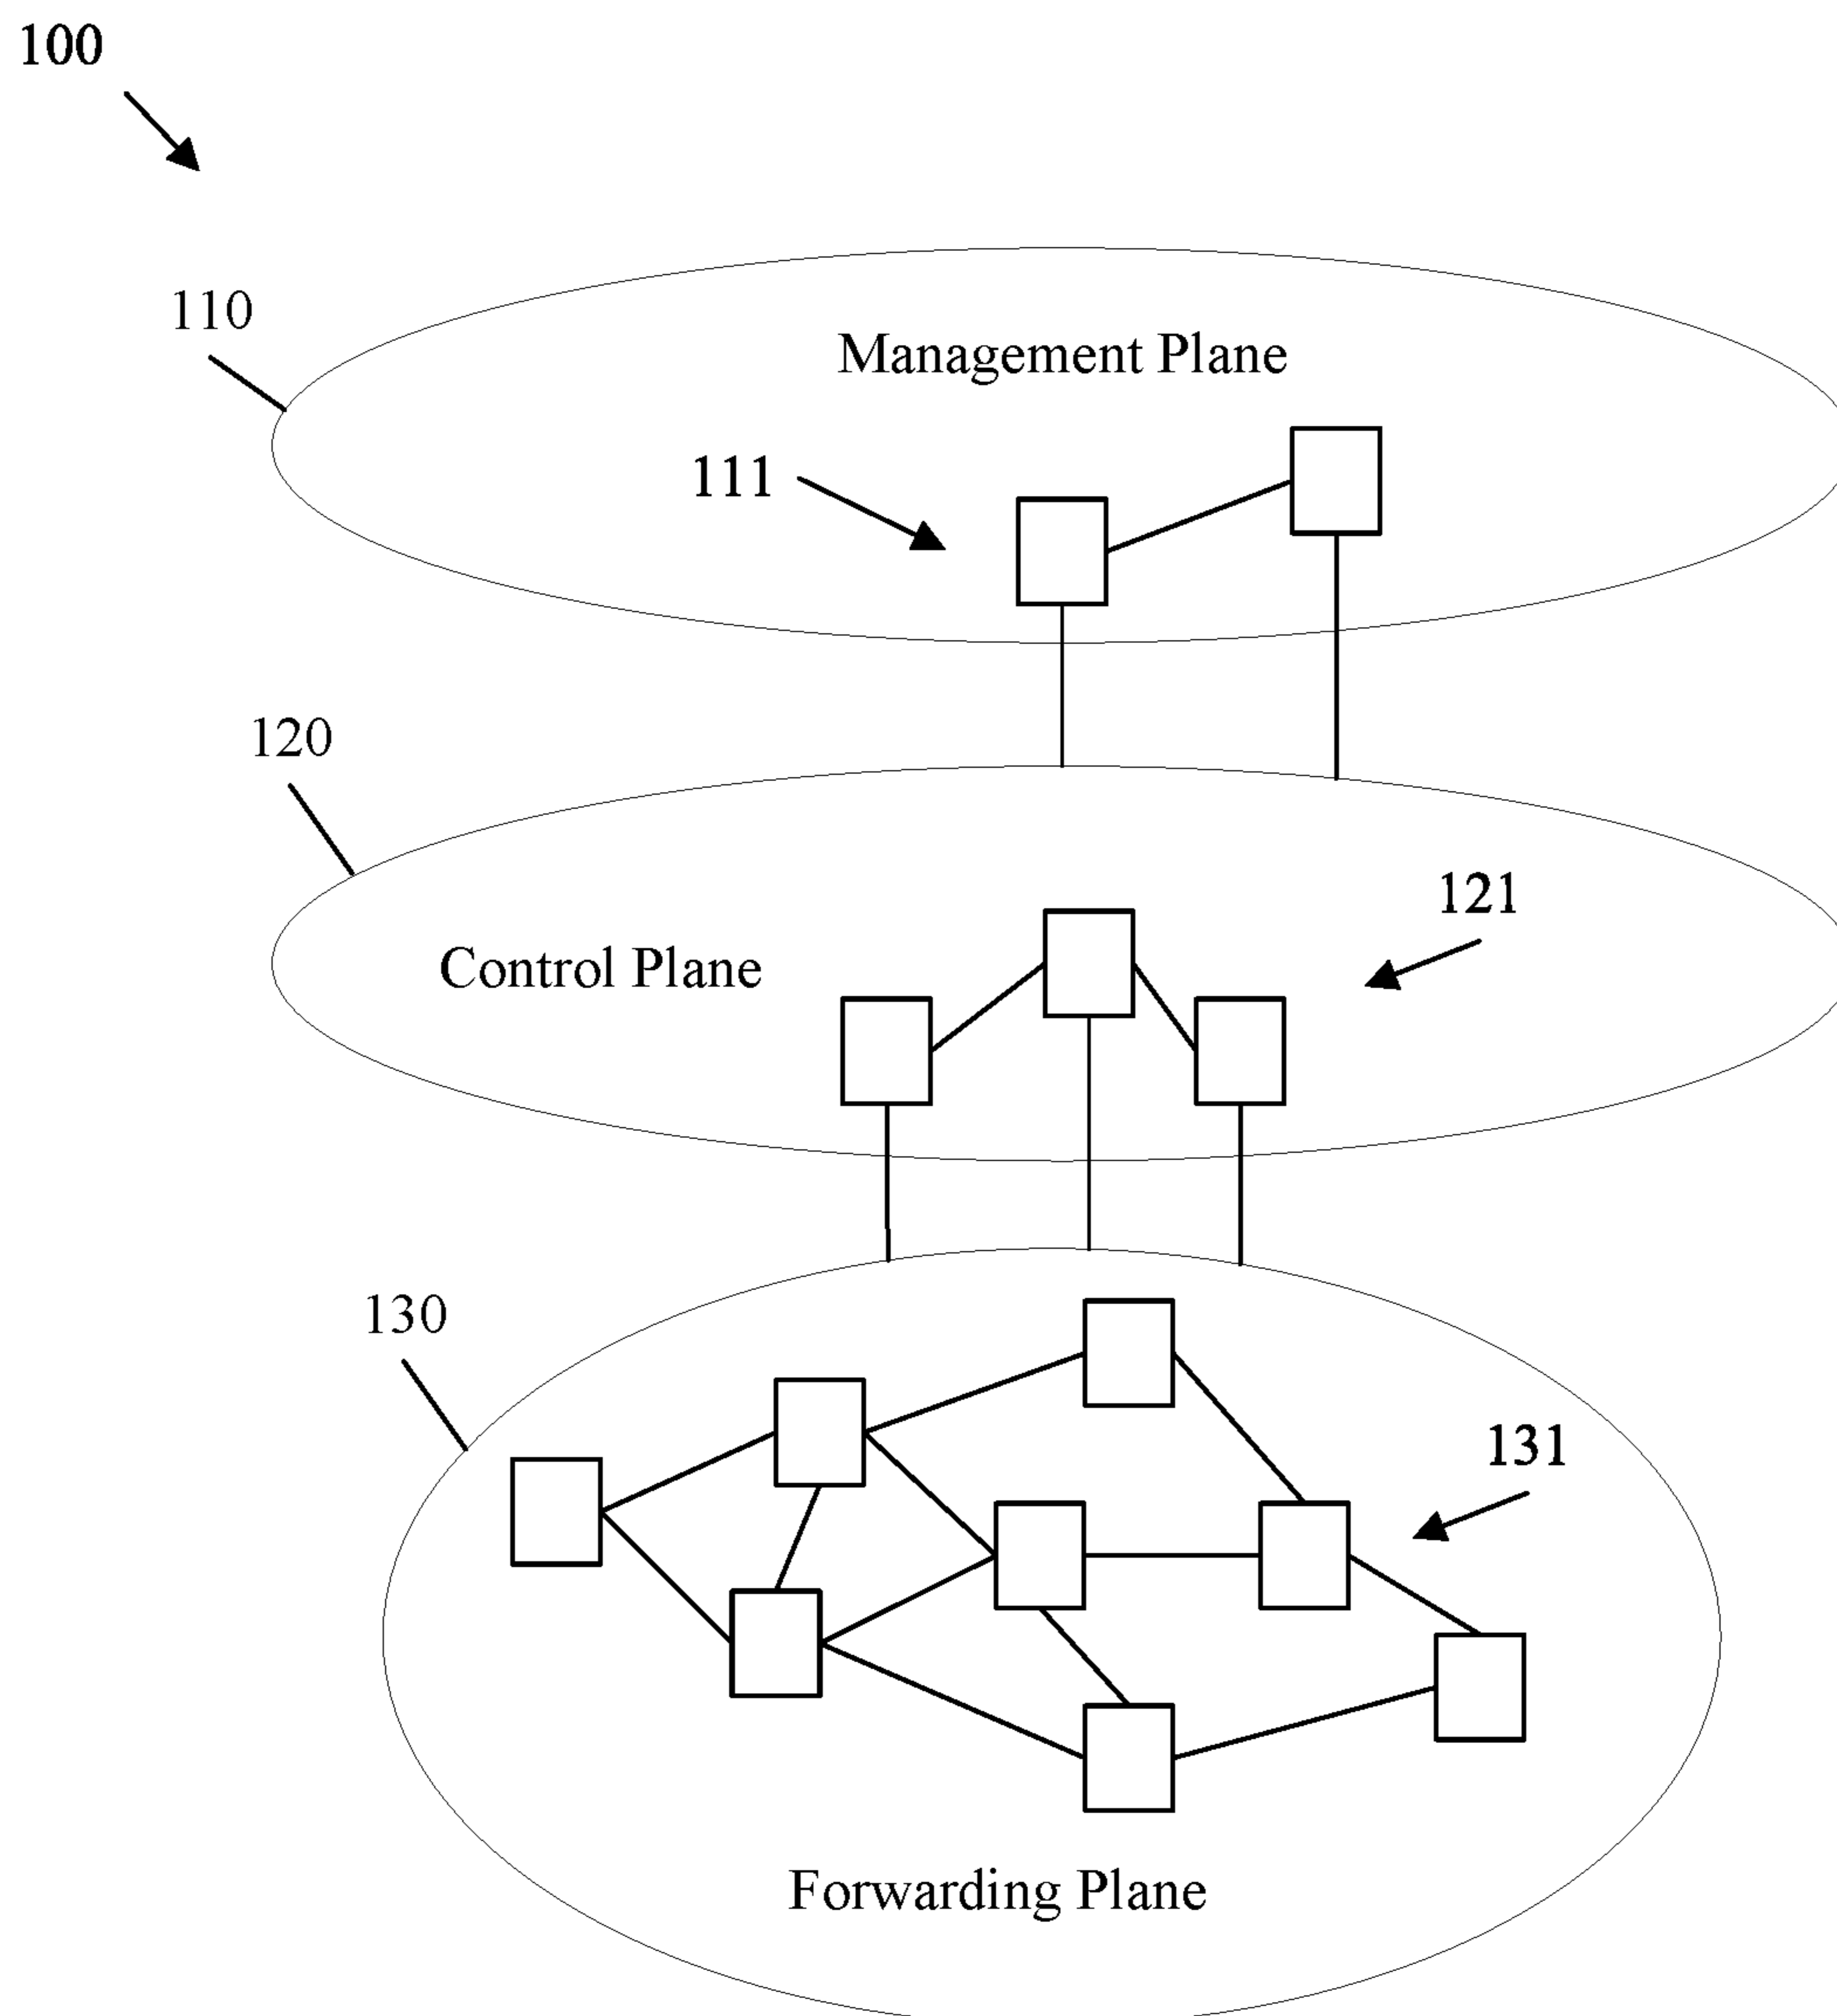 100
110
Management Plane
111
120
121
Control Plane
130
131
Forwarding Plane